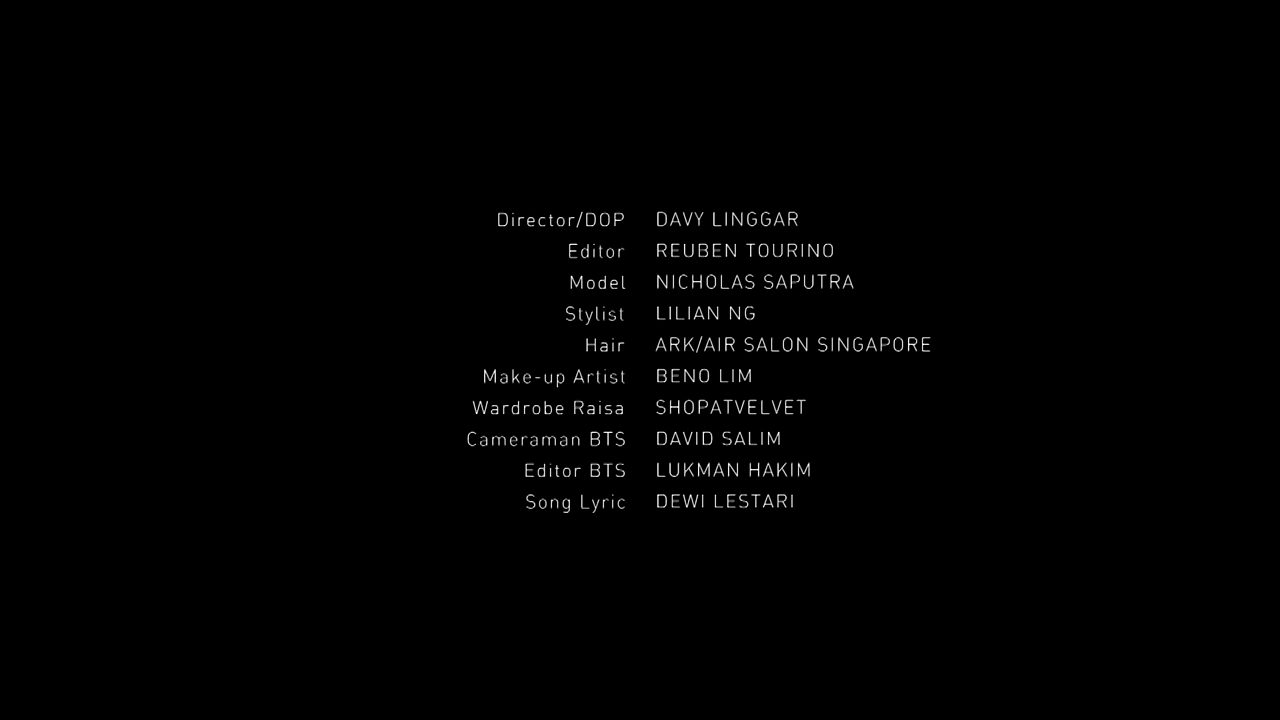 Director/DOP DAVY LINGGAR
Editor REUBEN TOURINO
Model NICHOLAS SAPUTRA
Stylist LILIAN NG
Hair ARK/AIR SALON SINGAPORE
Make-up Artist BENO LIM
Wardrobe Raisa SHOPATVELVET
Cameraman BTS DAVID SALIM
Editor BTS LUKMAN HAKIM
Song Lyric DEWI LESTARI